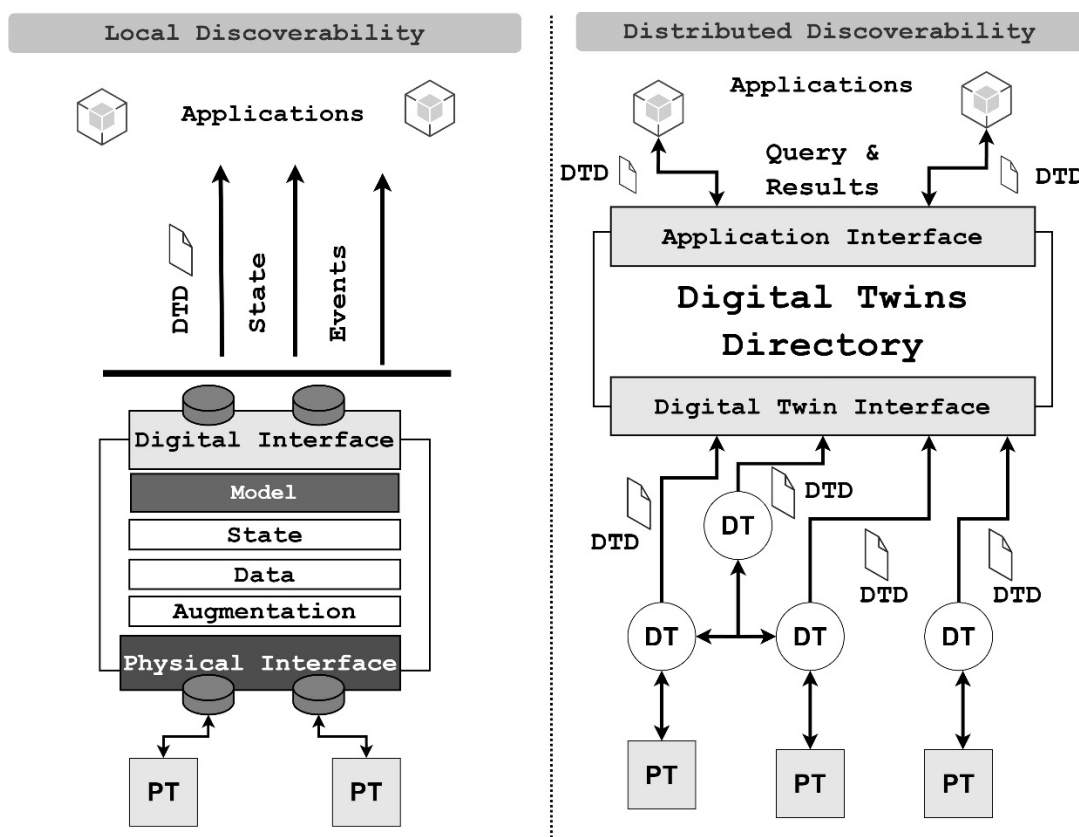 Local Discoverability
Applications
DTD
State
Events
Digital Interface
Model
State
Data
Augmentation
Physical Interface
PT
PT
Distributed Discoverability
Applications
Query &
Results
DTD
DTD
Application Interface
Digital Twins
Directory
Digital Twin Interface
DTD
DTD
DT
DTD
DTD
DT
DT
DT
PT
PT
PT